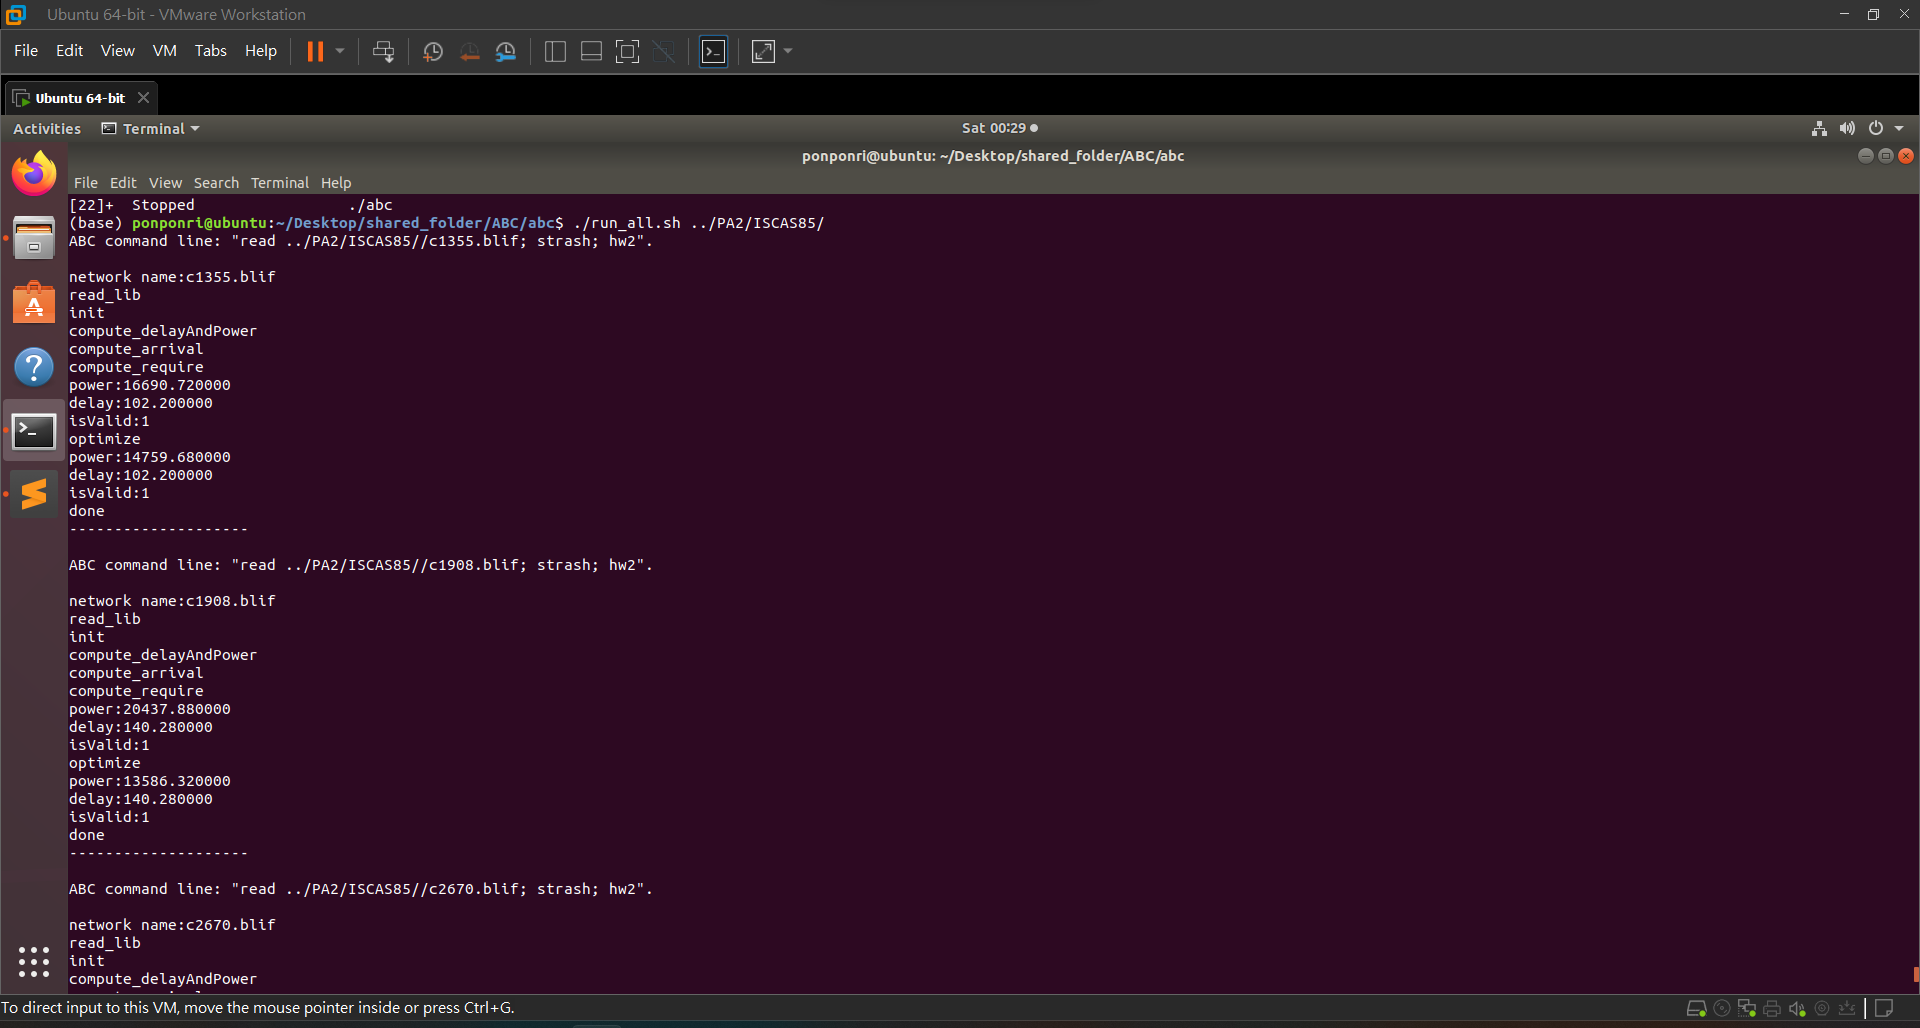 Ubuntu 64-bit - VMware Workstation
File Edit View VM Tabs Help
Ubuntu 64-bit
Activities Terminal Sat 00:29
ponponri@ubuntu: ~/Desktop/shared_folder/ABC/abc
File Edit View Search Terminal Help
[22]+ Stopped ./abc
(base) ponponri@ubuntu:~/Desktop/shared_folder/ABC/abc$ ./run_all.sh ../PA2/ISCAS85/
ABC command line: "read ../PA2/ISCAS85//c1355.blif; strash; hw2".
network name:c1355.blif
read_lib
init
compute_delayAndPower
compute_arrival
compute_require
power:16690.720000
delay:102.200000
isValid:1
optimize
power:14759.680000
delay:102.200000
isValid:1
done
--------------------
ABC command line: "read ../PA2/ISCAS85//c1908.blif; strash; hw2".
network name:c1908.blif
read_lib
init
compute_delayAndPower
compute_arrival
compute_require
power:20437.880000
delay:140.280000
isValid:1
optimize
power:13586.320000
delay:140.280000
isValid:1
done
--------------------
ABC command line: "read ../PA2/ISCAS85//c2670.blif; strash; hw2".
network name:c2670.blif
read_lib
init
compute_delayAndPower
To direct input to this VM, move the mouse pointer inside or press Ctrl+G.